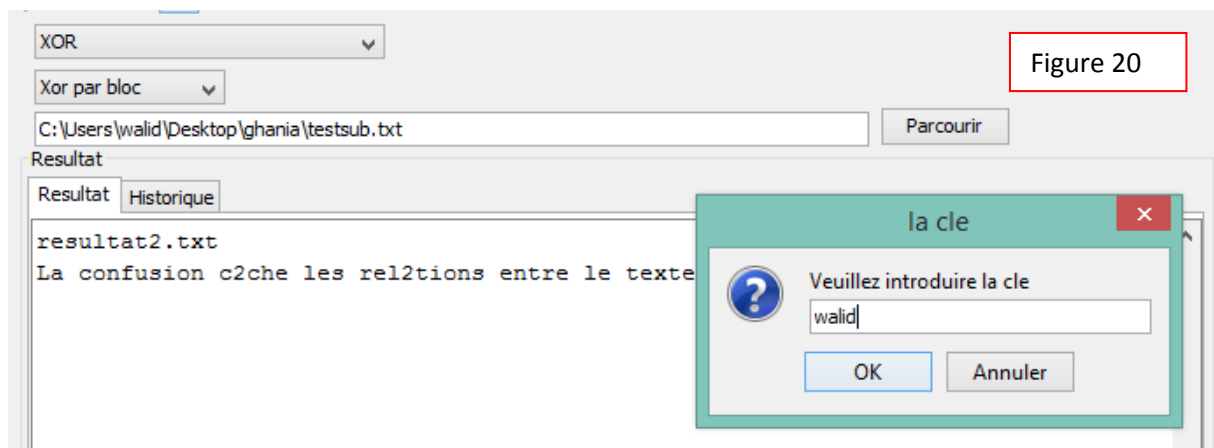 XOR
Figure 20
Xor par bloc
C:\Users\walid\Desktop\ghania\testsub.txt
Parcourir
Resultat
Resultat Historique
resultat2.txt
La confusion c2che les rel2tions entre le texte
la cle
Veuillez introduire la cle
walid
OK Annuler